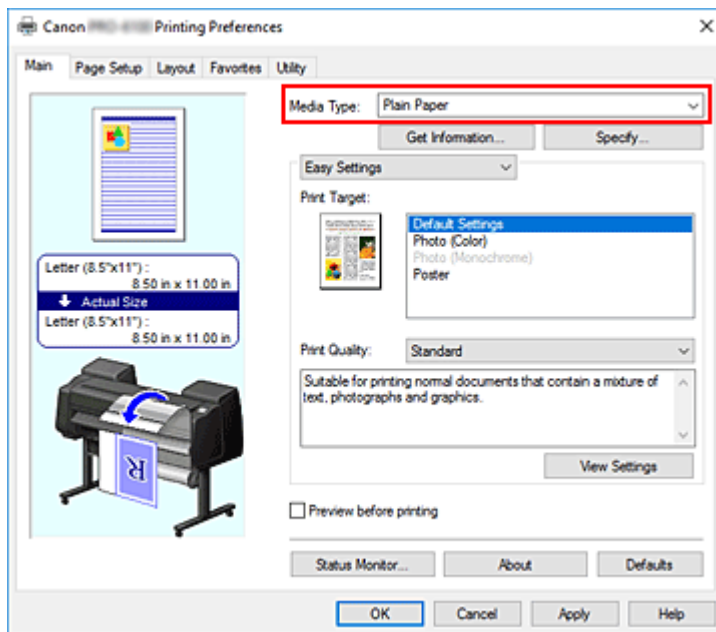 Canon Printing Preferences
Main Page Setup Layout Favorites Utility
Media Type: Plain Paper
Get Information... Specify...
Easy Settings
Print Target:
Default Settings
Photo (Color)
Photo (Monochrome)
Poster
Letter (8.5"x11") :
8.50 in x 11.00 in
Actual Size
Letter (8.5"x11") :
8.50 in x 11.00 in
Print Quality: Standard
Suitable for printing normal documents that contain a mixture of
text, photographs and graphics.
R
View Settings
Preview before printing
Status Monitor... About Defaults
OK Cancel Apply Help